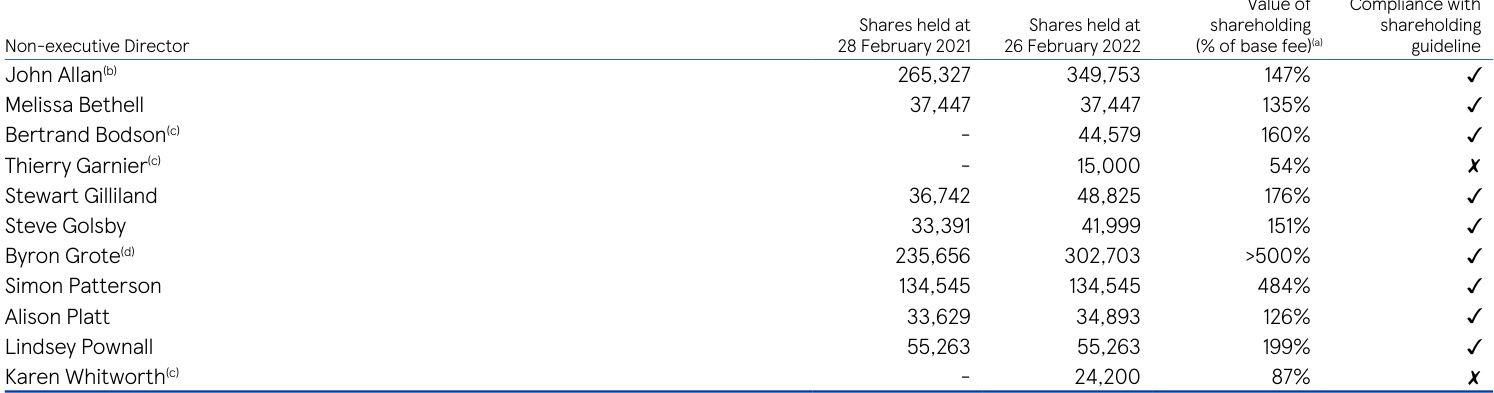 Value of Compliance with
Shares held at Shares held at shareholding shareholding
Non-executive Director 28 February 2021 26 February 2022 (% of base fee)(a) guideline
John Allan(b) 265,327 349,753 147% ✓
Melissa Bethell 37,447 37,447 135% ✓
Bertrand Bodson(c) – 44,579 160% ✓
Thierry Garnier(c) – 15,000 54% ✗
Stewart Gilliland 36,742 48,825 176% ✓
Steve Golsby 33,391 41,999 151% ✓
Byron Grote(d) 235,656 302,703 >500% ✓
Simon Patterson 134,545 134,545 484% ✓
Alison Platt 33,629 34,893 126% ✓
Lindsey Pownall 55,263 55,263 199% ✓
Karen Whitworth(c) – 24,200 87% ✗